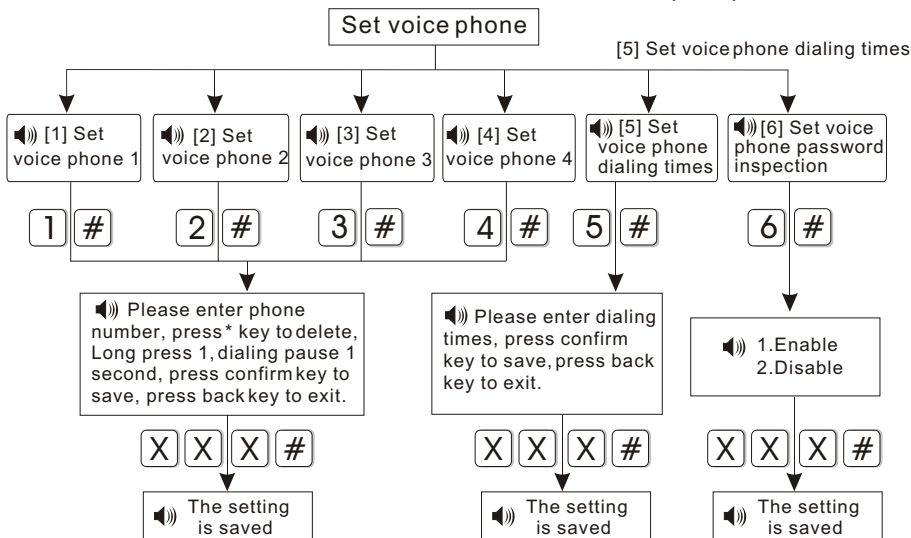 Set voice phone
[5] Set voice phone dialing times
[1] Set
voice phone 1
[2] Set
voice phone 2
[3] Set
voice phone 3
[4] Set
voice phone 4
[5] Set
voice phone
dialing times
[6] Set voice
phone password
inspection
1 #
2 #
3 #
4 #
5 #
6 #
Please enter phone
number, press * key to delete,
Long press 1, dialing pause 1
second, press confirm key to
save, press back key to exit.
Please enter dialing
times, press confirm
key to save, press back
key to exit.
1.Enable
2.Disable
X X X #
X X X #
X X X #
The setting
is saved
The setting
is saved
The setting
is saved